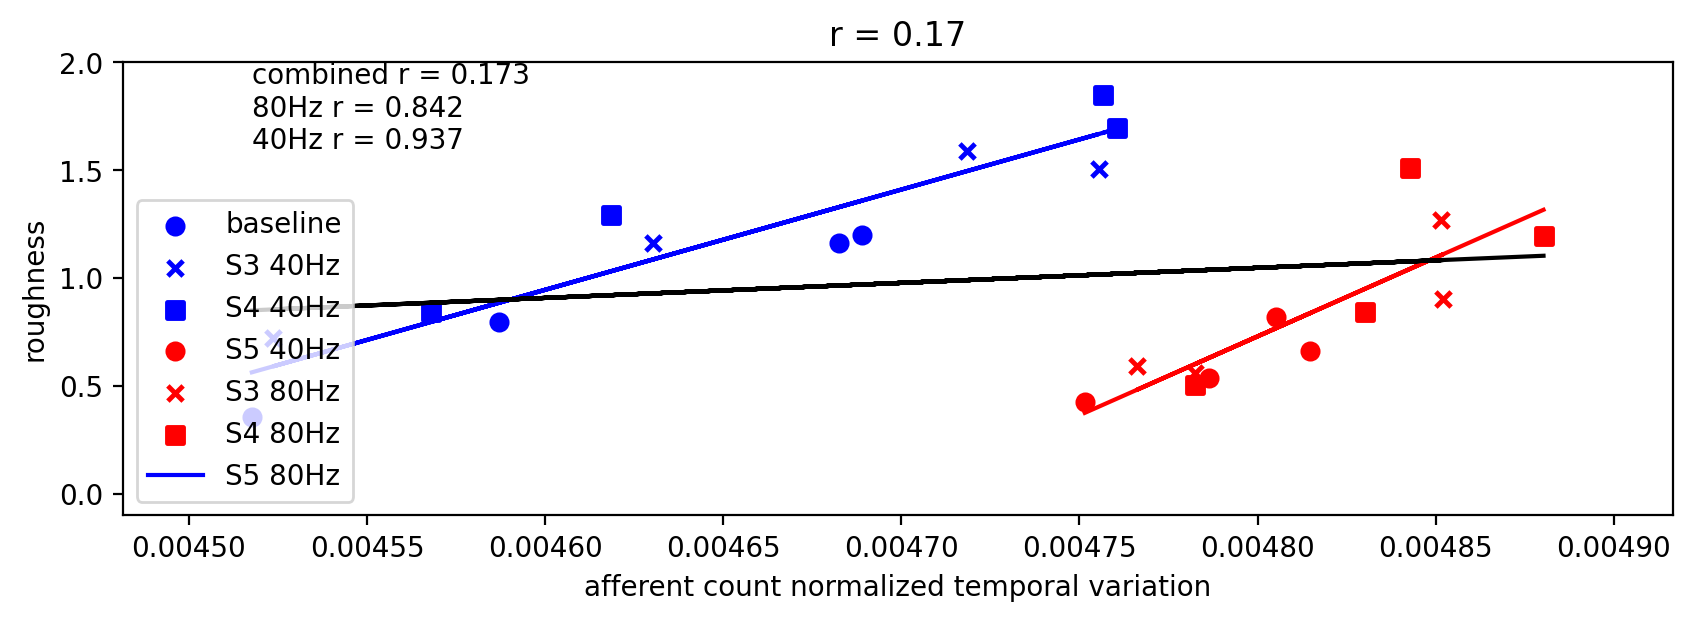 r = 0.17
combined r = 0.173
80Hz r = 0.842
40Hz r = 0.937
2.0
1.5
1.0
0.5
0.0
roughness
baseline
S3 40Hz
S4 40Hz
S5 40Hz
S3 80Hz
S4 80Hz
S5 80Hz
0.00450 0.00455 0.00460 0.00465 0.00470 0.00475 0.00480 0.00485 0.00490
afferent count normalized temporal variation